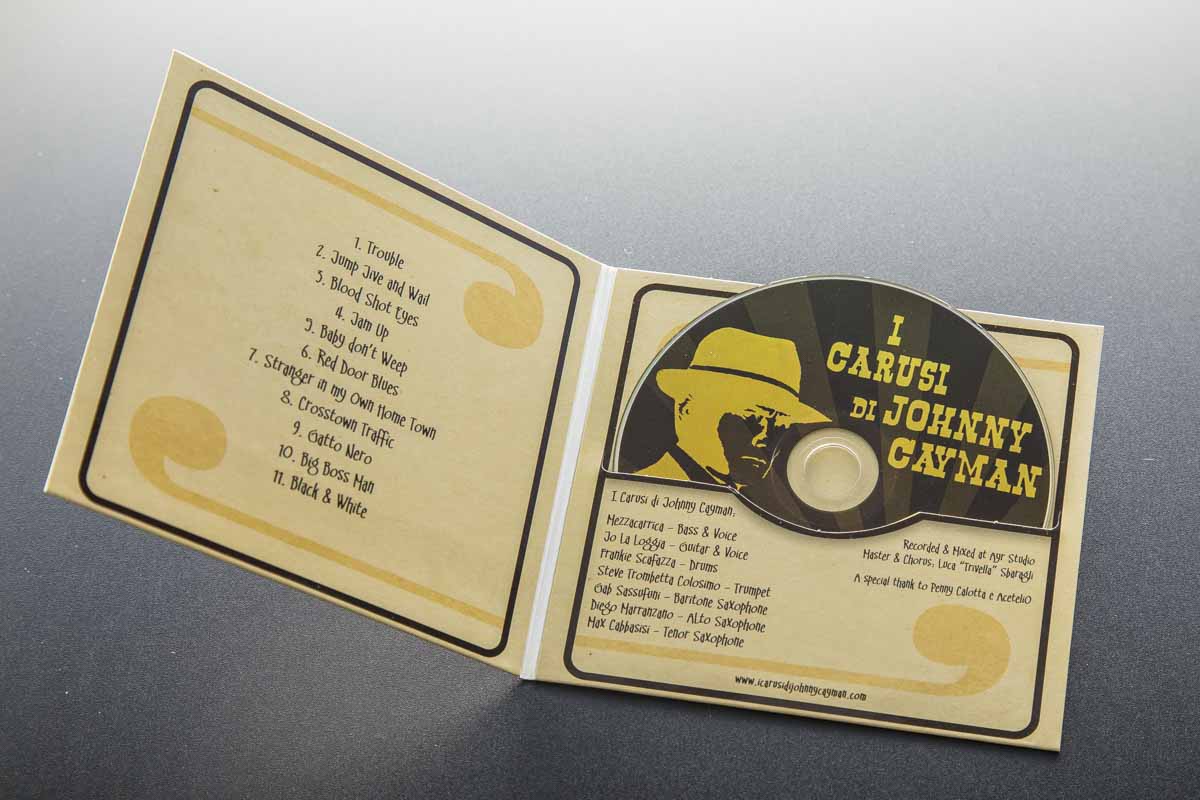 1. Trouble
2. Jump Jive and Wail
3. Blood Shot Eyes
4. Jam Up
5. Baby don't Weep
6. Red Door Blues
7. Stranger in my Own Home Town
8. Crosstown Traffic
9. Gatto Nero
10. Big Boss Man
11. Black & White
I
CARUSI
DI JOHNNY
CAYMAN
I Carusi di Johnny Cayman;
Mezzacarrica - Bass & Voice
Jo La Loggia - Guitar & Voice
Frankie Scafazza - Drums
Steve Trombetta Colosimo - Trumpet
Gab Sassufuni - Baritone Saxophone
Diego Marranzano - Alto Saxophone
Max Cabbasisi - Tenor Saxophone
Recorded & Mixed at Ayr Studio
Master & Chorus; Luca "Trivella" Sbaragli
A special thank to Penny Calotta e Acetelio
www.icarusidijohnnycayman.com